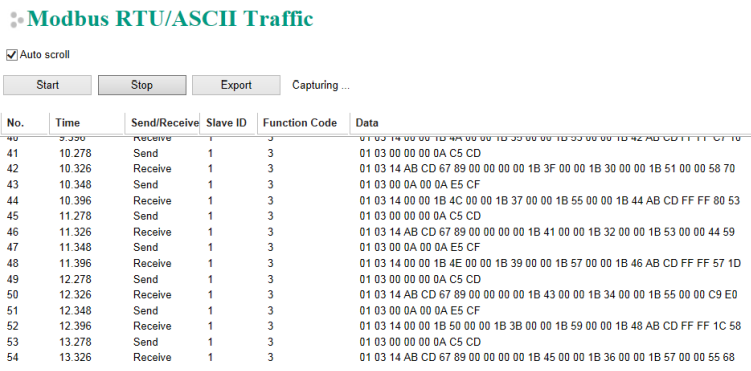 Modbus RTU/ASCII Traffic
Auto scroll
Start Stop Export Capturing ...
No. Time Send/Receive Slave ID Function Code Data
40 9.396 Receive 1 3 01 03 14 00 00 1B 4A 00 00 1B 35 00 00 1B 53 00 00 1B 42 AB CD FF FF C7 10
41 10.278 Send 1 3 01 03 00 00 00 0A C5 CD
42 10.326 Receive 1 3 01 03 14 AB CD 67 89 00 00 00 00 1B 3F 00 00 1B 30 00 00 1B 51 00 00 58 70
43 10.348 Send 1 3 01 03 00 0A 00 0A E5 CF
44 10.396 Receive 1 3 01 03 14 00 00 1B 4C 00 00 1B 37 00 00 1B 55 00 00 1B 44 AB CD FF FF 80 53
45 11.278 Send 1 3 01 03 00 00 00 0A C5 CD
46 11.326 Receive 1 3 01 03 14 AB CD 67 89 00 00 00 00 1B 41 00 00 1B 32 00 00 1B 53 00 00 44 59
47 11.348 Send 1 3 01 03 00 0A 00 0A E5 CF
48 11.396 Receive 1 3 01 03 14 00 00 1B 4E 00 00 1B 39 00 00 1B 57 00 00 1B 46 AB CD FF FF 57 1D
49 12.278 Send 1 3 01 03 00 00 00 0A C5 CD
50 12.326 Receive 1 3 01 03 14 AB CD 67 89 00 00 00 00 1B 43 00 00 1B 34 00 00 1B 55 00 00 C9 E0
51 12.348 Send 1 3 01 03 00 0A 00 0A E5 CF
52 12.396 Receive 1 3 01 03 14 00 00 1B 50 00 00 1B 3B 00 00 1B 59 00 00 1B 48 AB CD FF FF 1C 58
53 13.278 Send 1 3 01 03 00 00 00 0A C5 CD
54 13.326 Receive 1 3 01 03 14 AB CD 67 89 00 00 00 00 1B 45 00 00 1B 36 00 00 1B 57 00 00 55 68